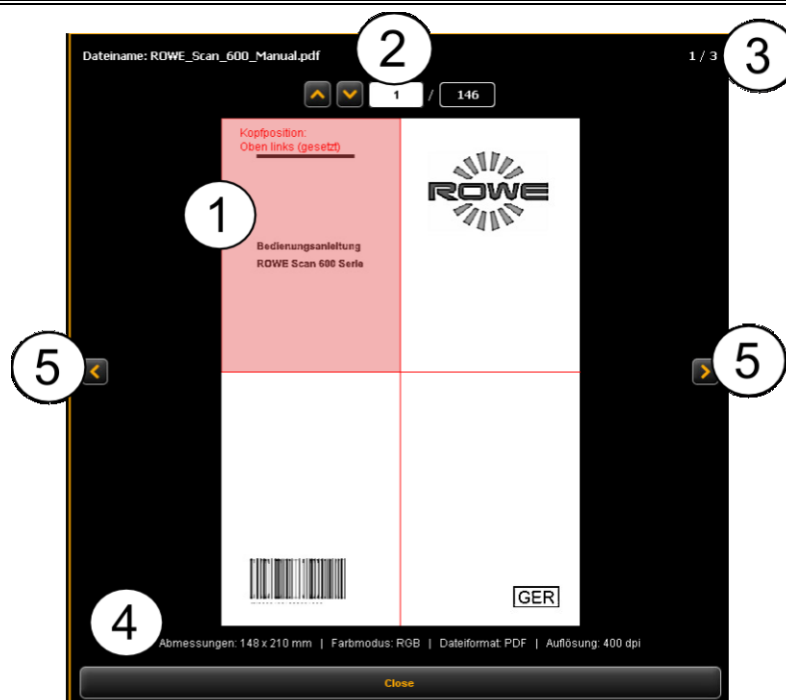 2
3
Dateiname: ROWE_Scan_600_Manual.pdf
1 / 3
1 / 146
Kopfposition:
Oben links (gesetzt)
ROWE
1
Bedienungsanleitung
ROWE Scan 600 Serie
5
<
>
5
GER
4
Abmessungen: 148 x 210 mm | Farbmodus: RGB | Dateiformat: PDF | Auflösung: 400 dpi
Close